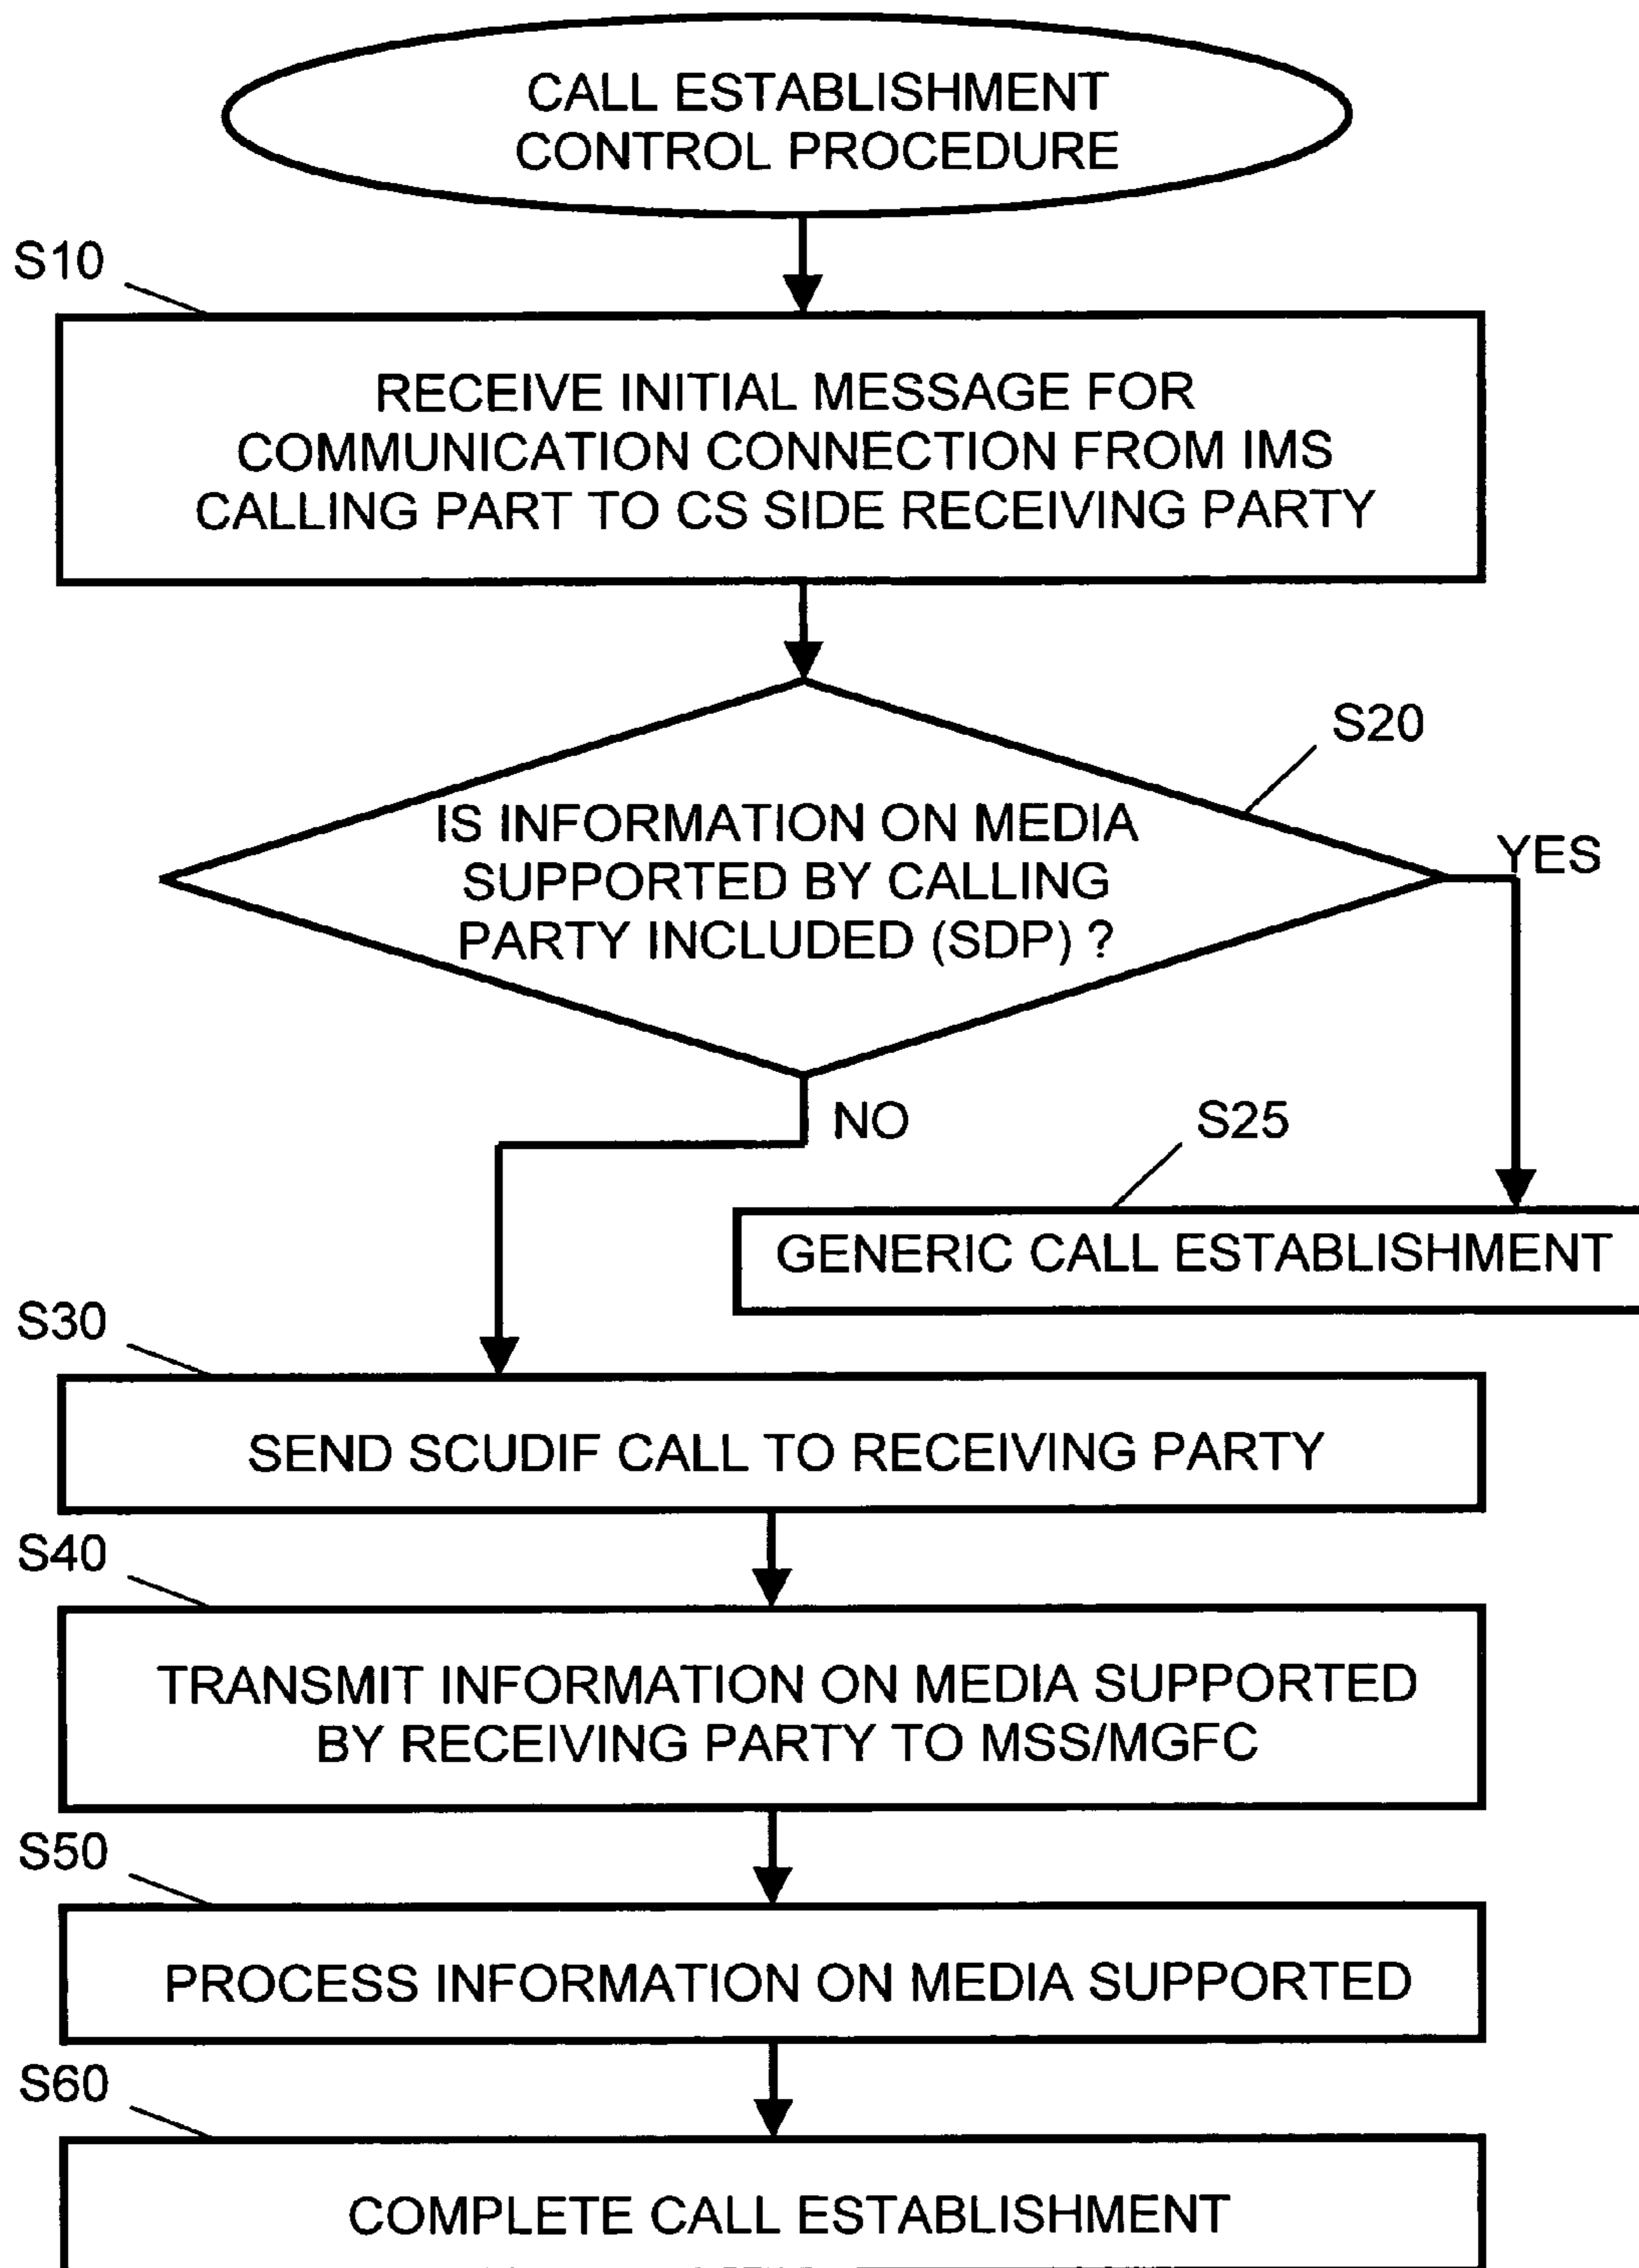 CALL ESTABLISHMENT
CONTROL PROCEDURE
S10
RECEIVE INITIAL MESSAGE FOR
COMMUNICATION CONNECTION FROM IMS
CALLING PART TO CS SIDE RECEIVING PARTY
S20
IS INFORMATION ON MEDIA
SUPPORTED BY CALLING
PARTY INCLUDED (SDP) ?
YES
NO
S25
GENERIC CALL ESTABLISHMENT
S30
SEND SCUDIF CALL TO RECEIVING PARTY
S40
TRANSMIT INFORMATION ON MEDIA SUPPORTED
BY RECEIVING PARTY TO MSS/MGFC
S50
PROCESS INFORMATION ON MEDIA SUPPORTED
S60
COMPLETE CALL ESTABLISHMENT